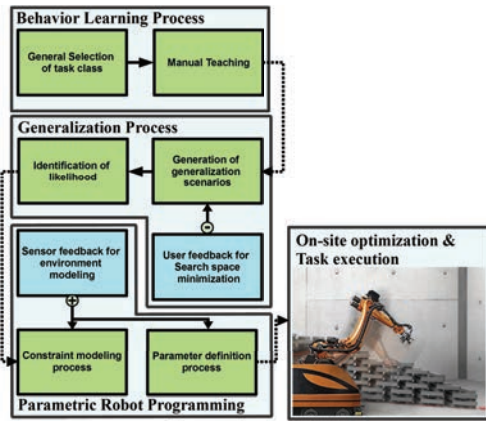 Behavior Learning Process
General Selection
of task class
Manual Teaching
Generalization Process
Identification of
likelihood
Generation of
generalization
scenarios
Sensor feedback for
environment
modeling
User feedback for
Search space
minimization
Constraint modeling
process
Parameter definition
process
Parametric Robot Programming
On-site optimization &
Task execution